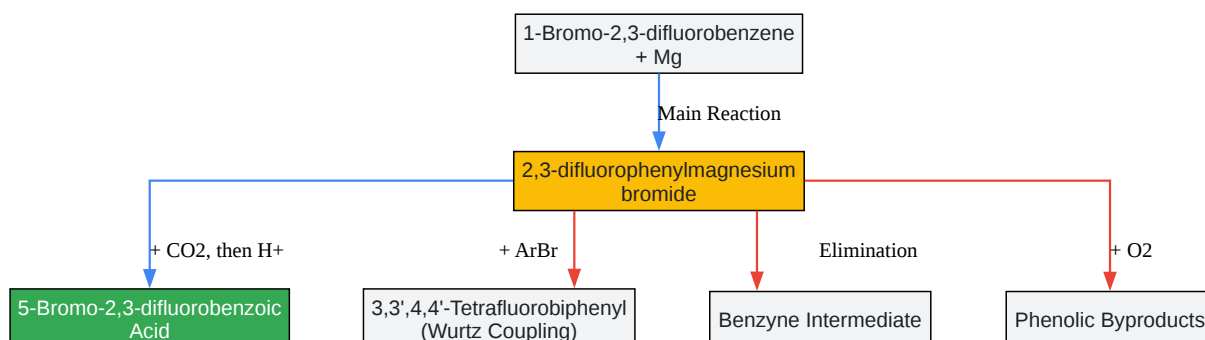 1-Bromo-2,3-difluorobenzene
+ Mg
Main Reaction
2,3-difluorophenylmagnesium
bromide
+ CO2, then H+
+ ArBr
Elimination
+ O2
5-Bromo-2,3-difluorobenzoic
Acid
3,3',4,4'-Tetrafluorobiphenyl
(Wurtz Coupling)
Benzyne Intermediate
Phenolic Byproducts